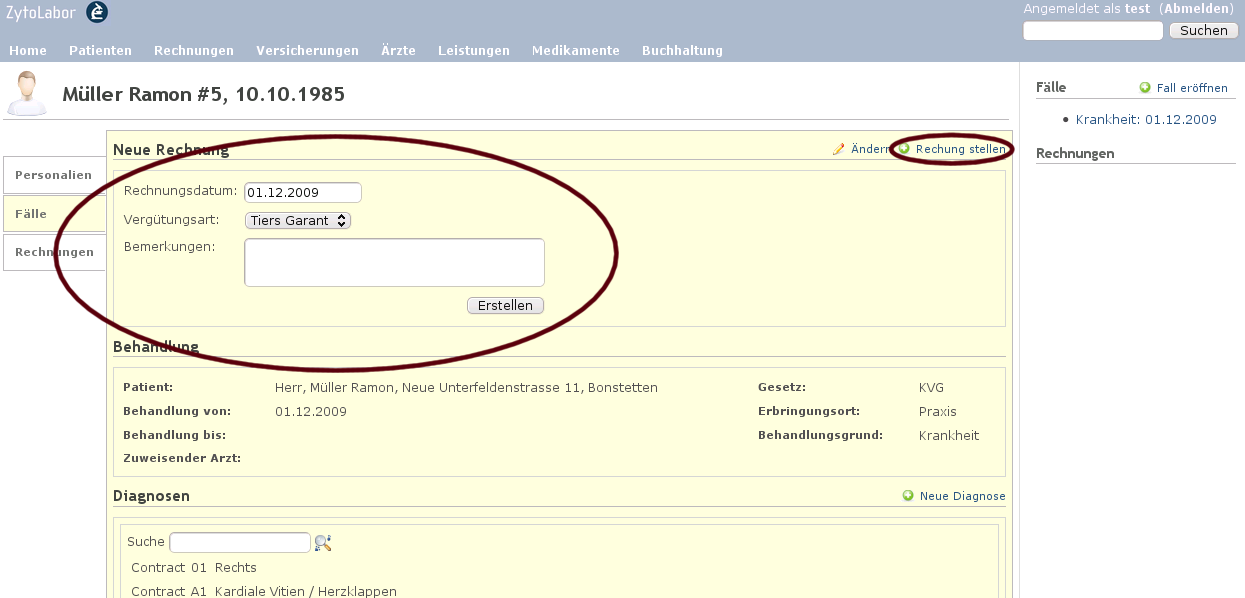 ZytoLabor
Angemeldet als test (Abmelden)
Suchen
Home Patienten Rechnungen Versicherungen Ärzte Leistungen Medikamente Buchhaltung
Müller Ramon #5, 10.10.1985
Personalien
Fälle
Rechnungen
Neue Rechnung
Ändern Rechung stellen
Rechnungsdatum: 01.12.2009
Vergütungsart: Tiers Garant
Bemerkungen:
Erstellen
Behandlung
Patient: Herr, Müller Ramon, Neue Unterfeldenstrasse 11, Bonstetten Gesetz: KVG
Behandlung von: 01.12.2009 Erbringungsort: Praxis
Behandlung bis: Behandlungsgrund: Krankheit
Zuweisender Arzt:
Diagnosen Neue Diagnose
Suche
Contract 01 Rechts
Contract A1 Kardiale Vitien / Herzklappen
Fälle Fall eröffnen
Krankheit: 01.12.2009
Rechnungen